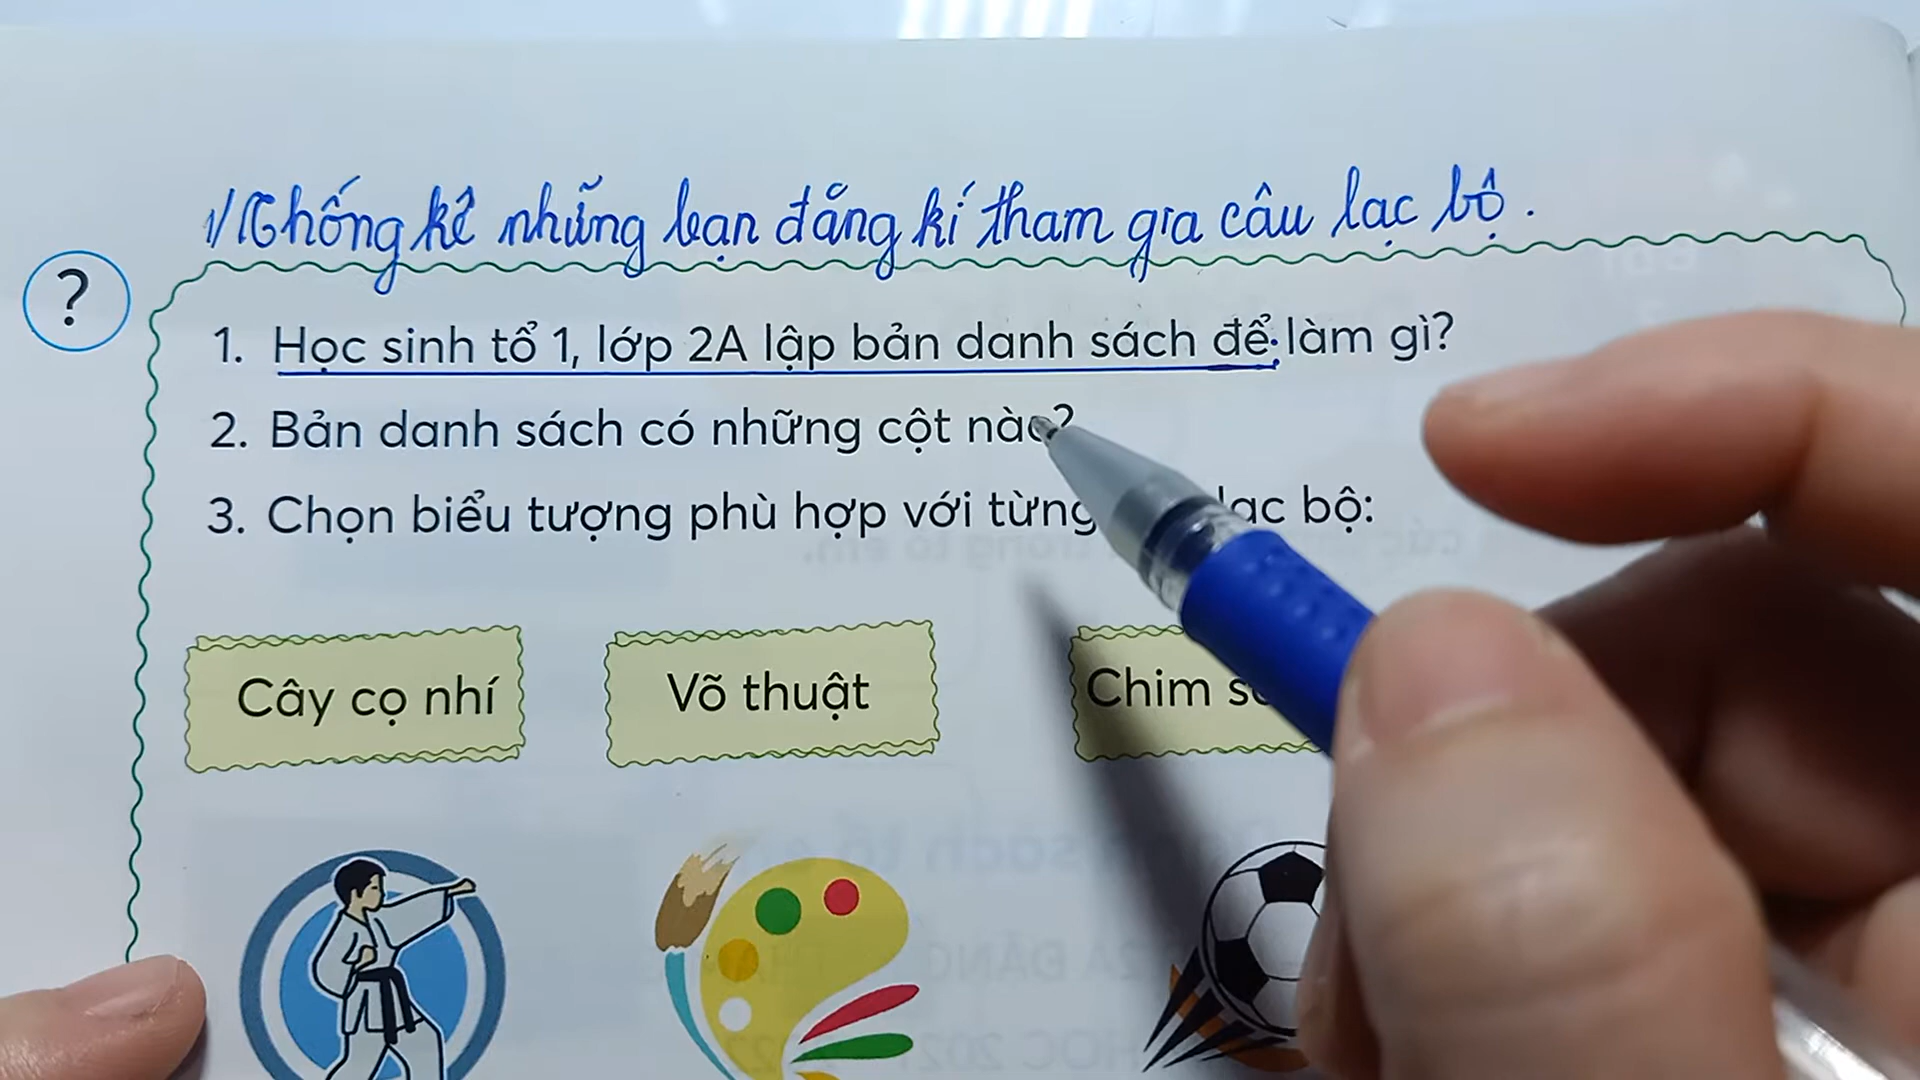 1/ Thống kê những bạn đăng kí tham gia câu lạc bộ.
?
1. Học sinh tổ 1, lớp 2A lập bản danh sách để làm gì?
2. Bản danh sách có những cột nào?
3. Chọn biểu tượng phù hợp với từng lạc bộ:
Cây cọ nhí
Võ thuật
Chim